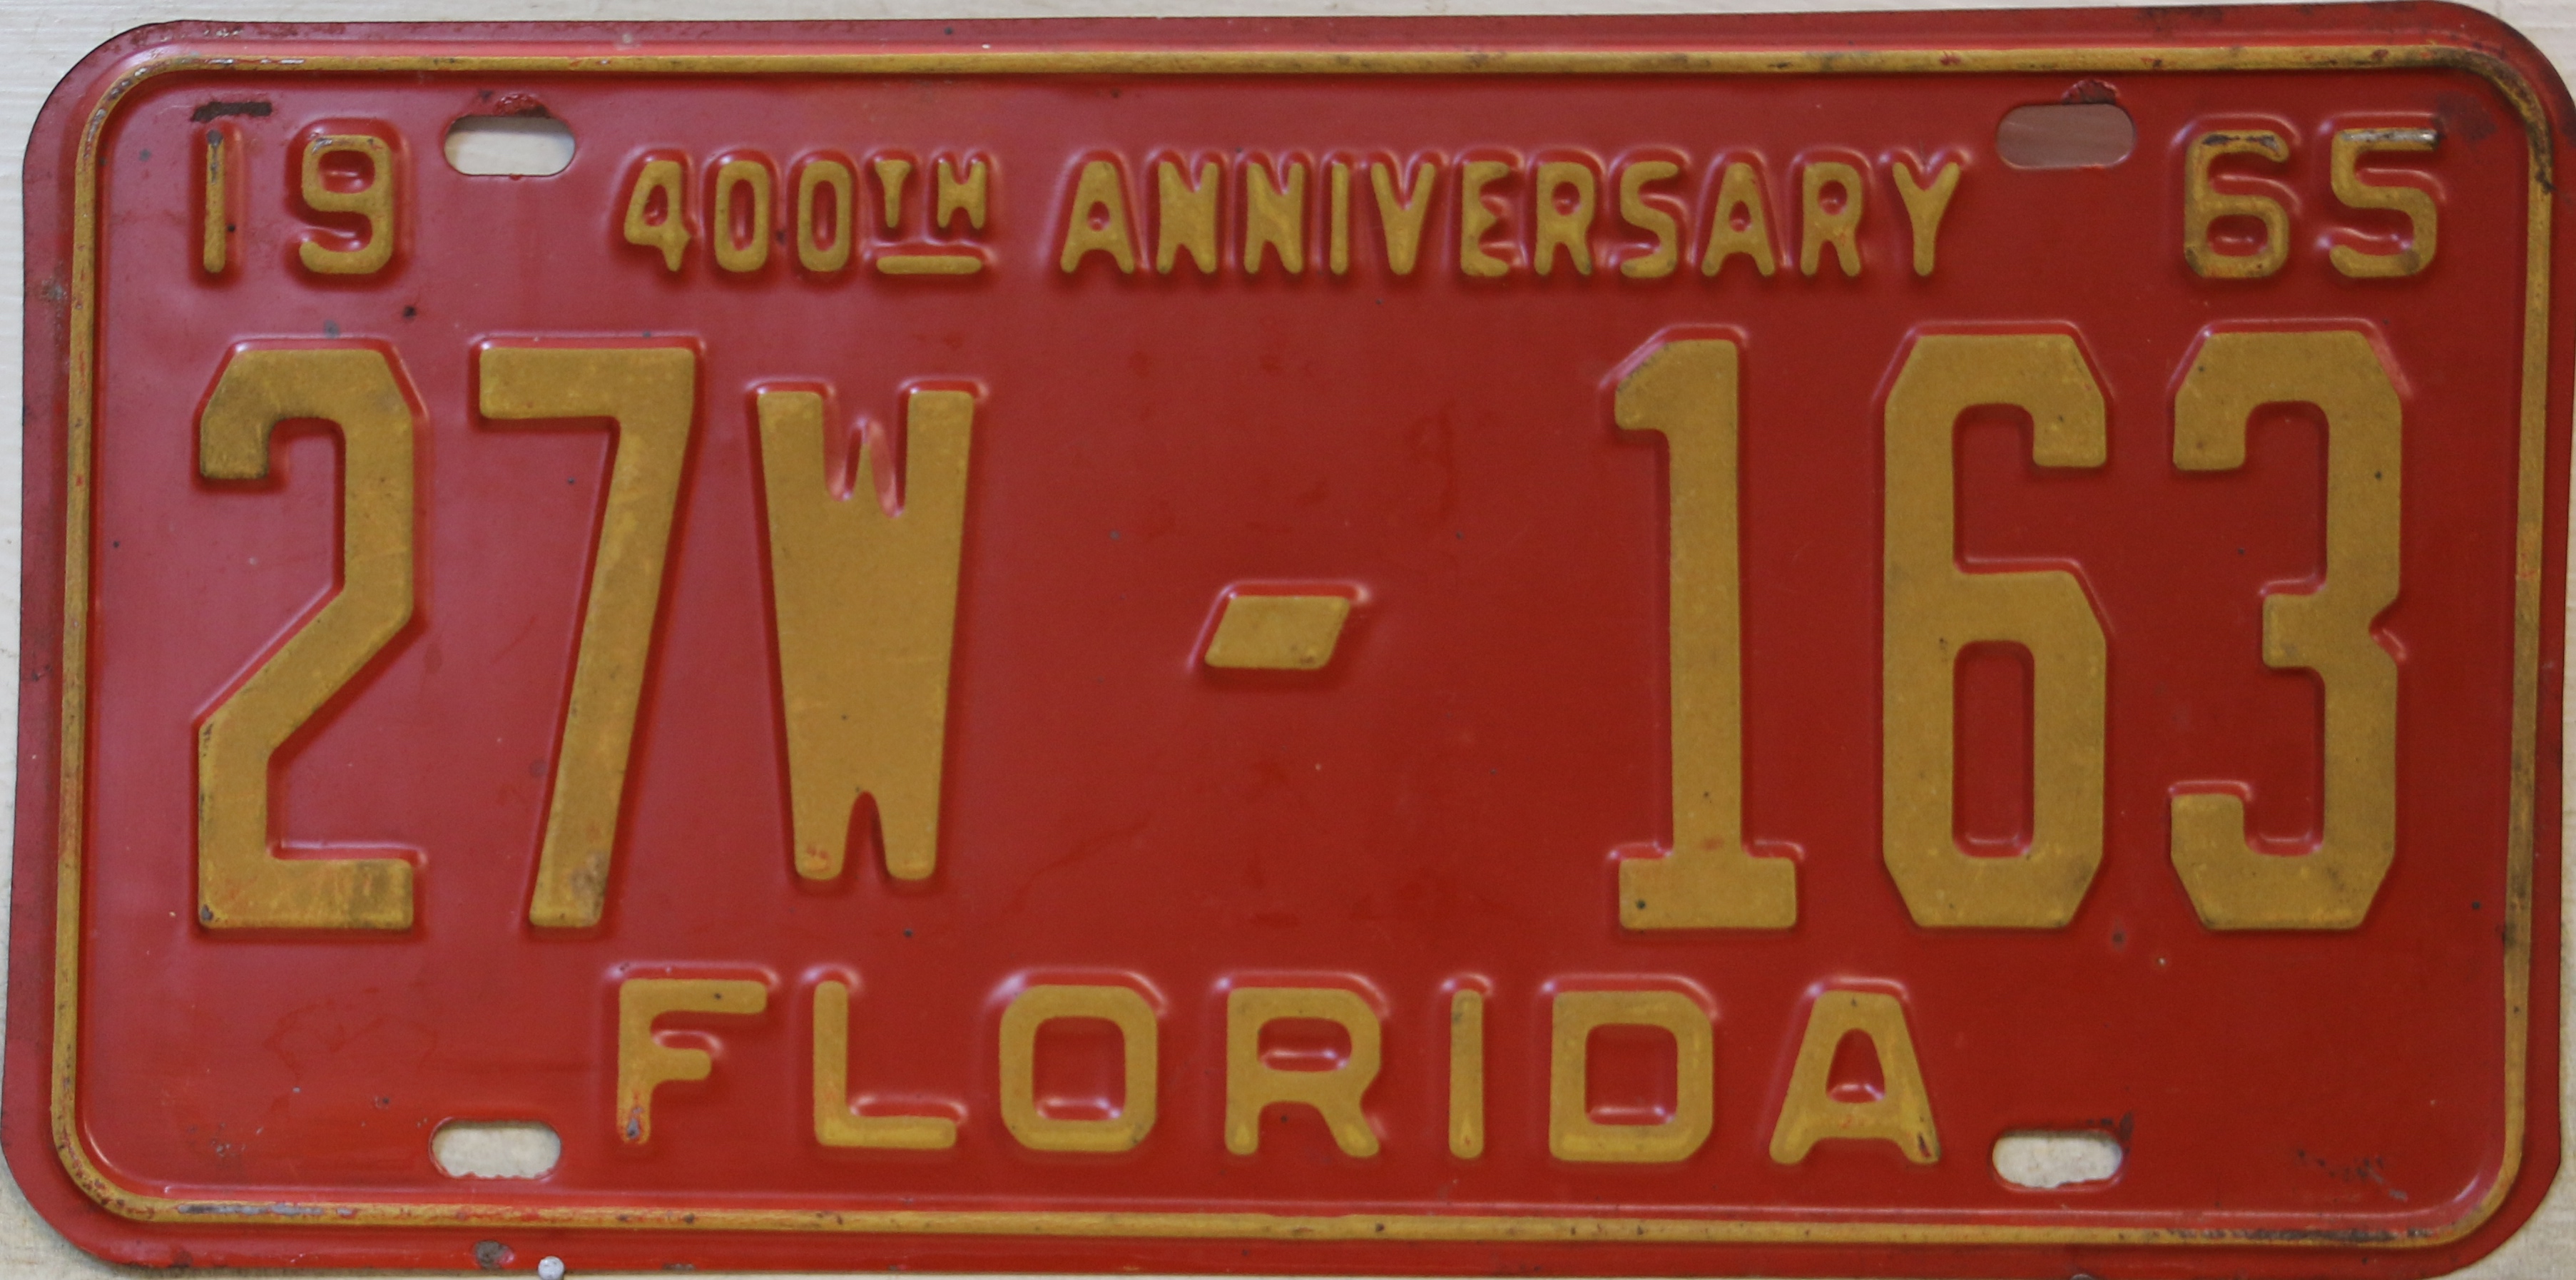 19 400TH ANNIVERSARY 65
27W - 163
FLORIDA